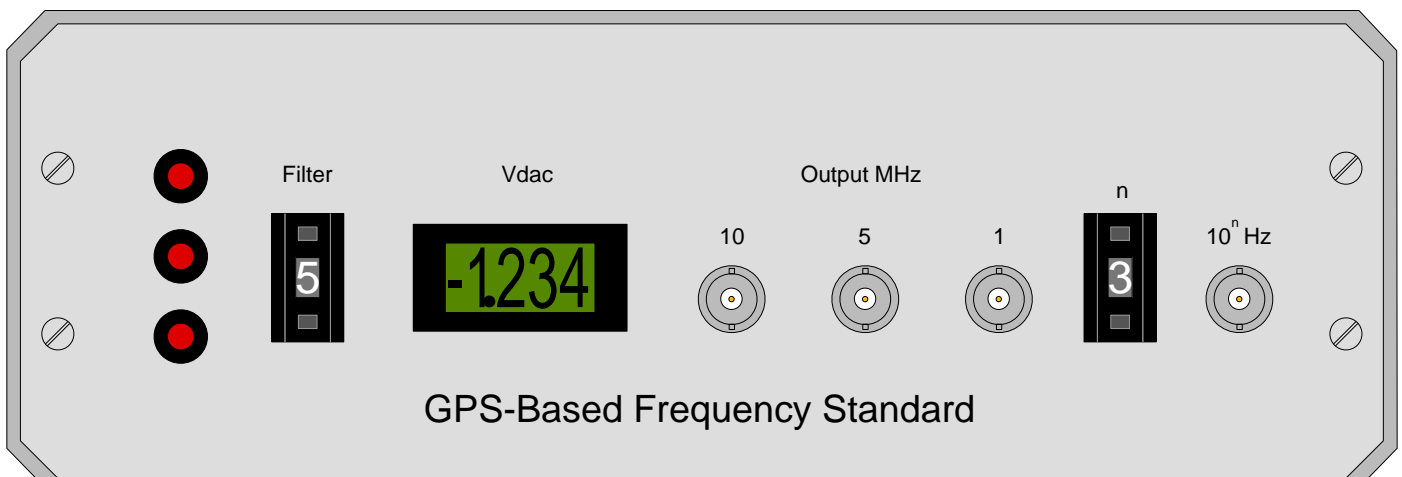 Filter
Vdac
Output MHz
n
10
5
1
10ⁿ Hz
5
-1.234
3
GPS-Based Frequency Standard